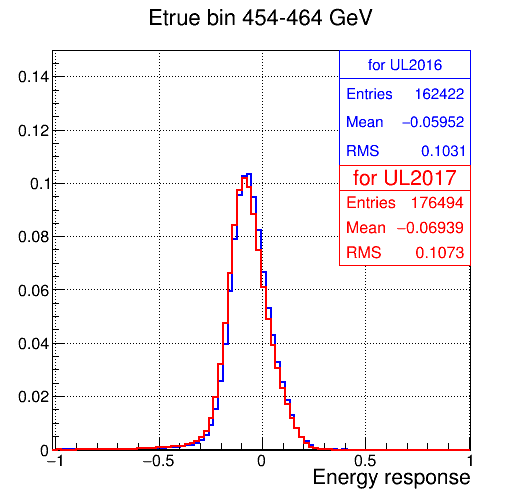 Etrue bin 454-464 GeV
for UL2016
Entries 162422
Mean −0.05952
RMS 0.1031
for UL2017
Entries 176494
Mean −0.06939
RMS 0.1073
0.14
0.12
0.1
0.08
0.06
0.04
0.02
0
−1 −0.5 0 0.5 1
Energy response